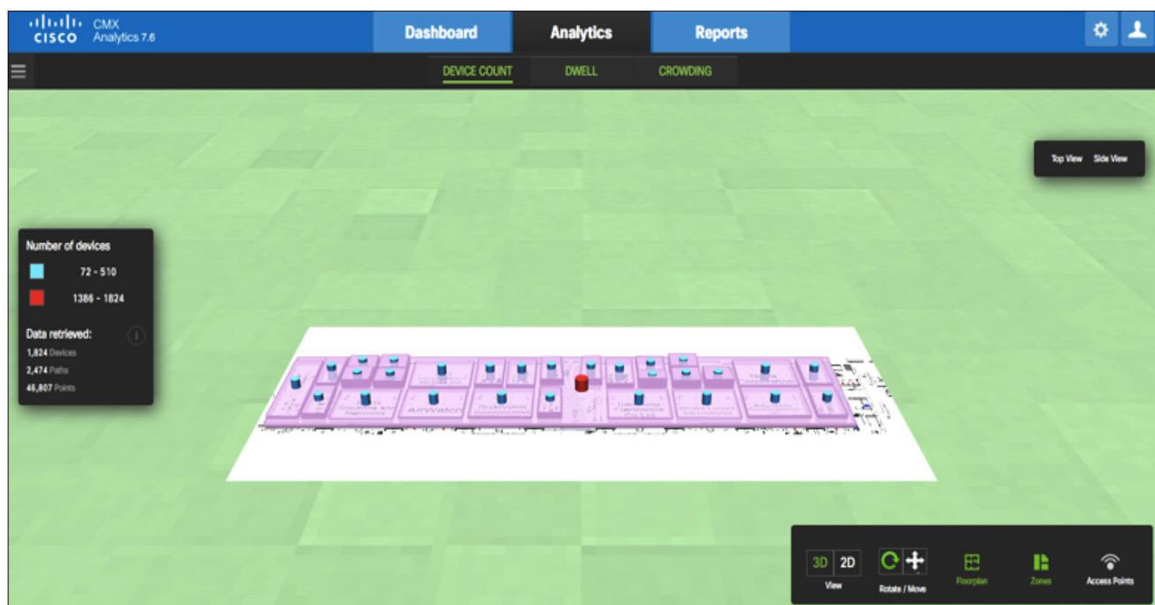 CISCO
CMX
Analytics 7.6
Dashboard
Analytics
Reports
DEVICE COUNT
DWELL
CROWDING
Top View Side View
Number of devices
72 - 510
1386 - 1824
Data retrieved:
1,824 Devices
2,474 Paths
46,807 Points
AirWatch
3D 2D
View
Rotate / Move
Floorplan
Zones
Access Points